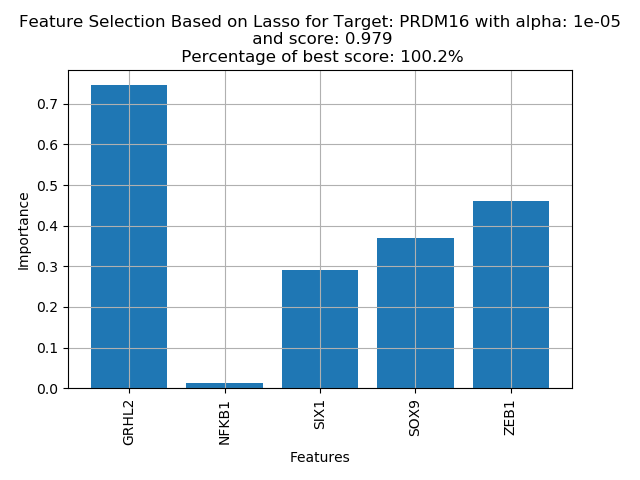 Feature Selection Based on Lasso for Target: PRDM16 with alpha: 1e-05
and score: 0.979
Percentage of best score: 100.2%
0.7
0.6
0.5
0.4
0.3
0.2
0.1
0.0
Importance
GRHL2
NFKB1
SIX1
SOX9
ZEB1
Features